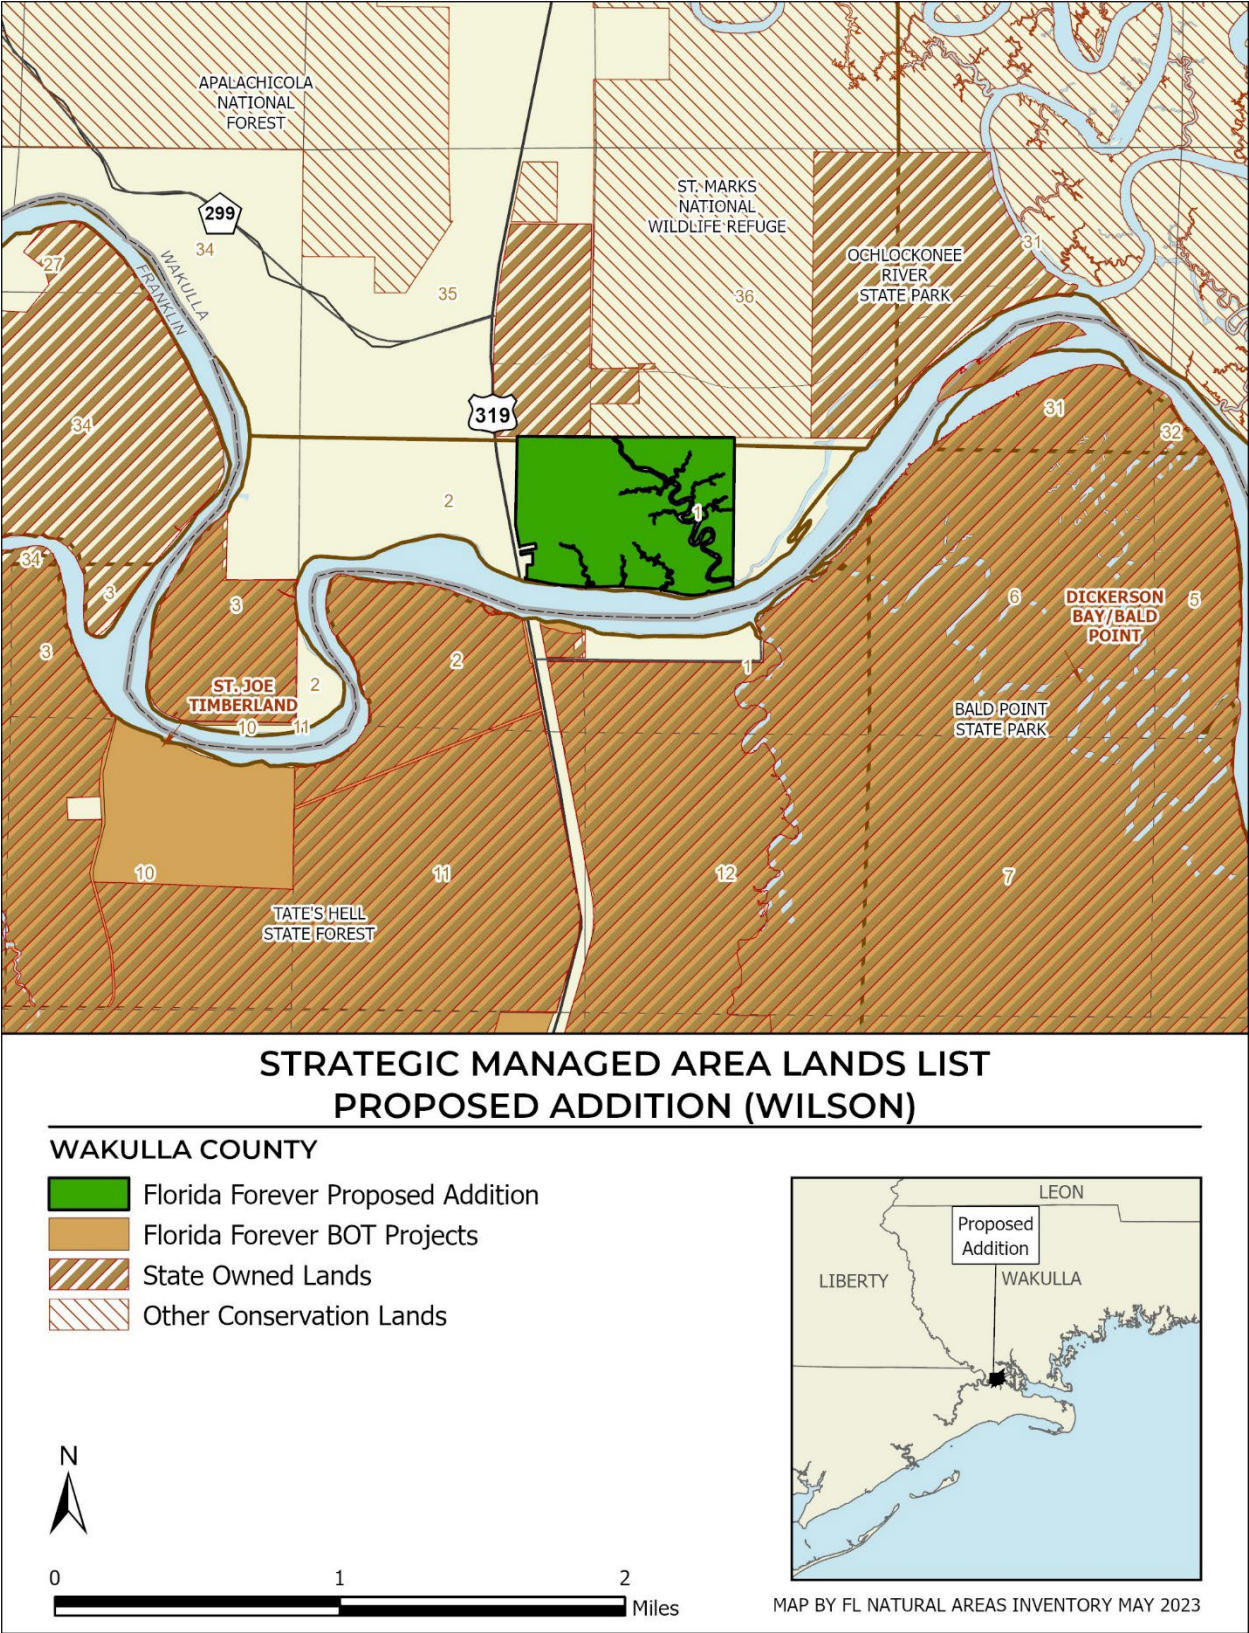 APALACHICOLA
NATIONAL
FOREST
ST. MARKS
NATIONAL
WILDLIFE REFUGE
299
34
WAKULLA
FRANKLIN
27
35
36
OCHLOCKONEE
RIVER
STATE PARK
31
319
34
2
1
31
32
34
3
3
3
2
6
DICKERSON
BAY/BALD
POINT
5
1
ST. JOE
TIMBERLAND
2
10
11
BALD POINT
STATE PARK
10
11
12
7
TATE'S HELL
STATE FOREST
STRATEGIC MANAGED AREA LANDS LIST
PROPOSED ADDITION (WILSON)
WAKULLA COUNTY
Florida Forever Proposed Addition
Florida Forever BOT Projects
State Owned Lands
Other Conservation Lands
LEON
Proposed
Addition
LIBERTY
WAKULLA
N
0
1
2
Miles
MAP BY FL NATURAL AREAS INVENTORY MAY 2023